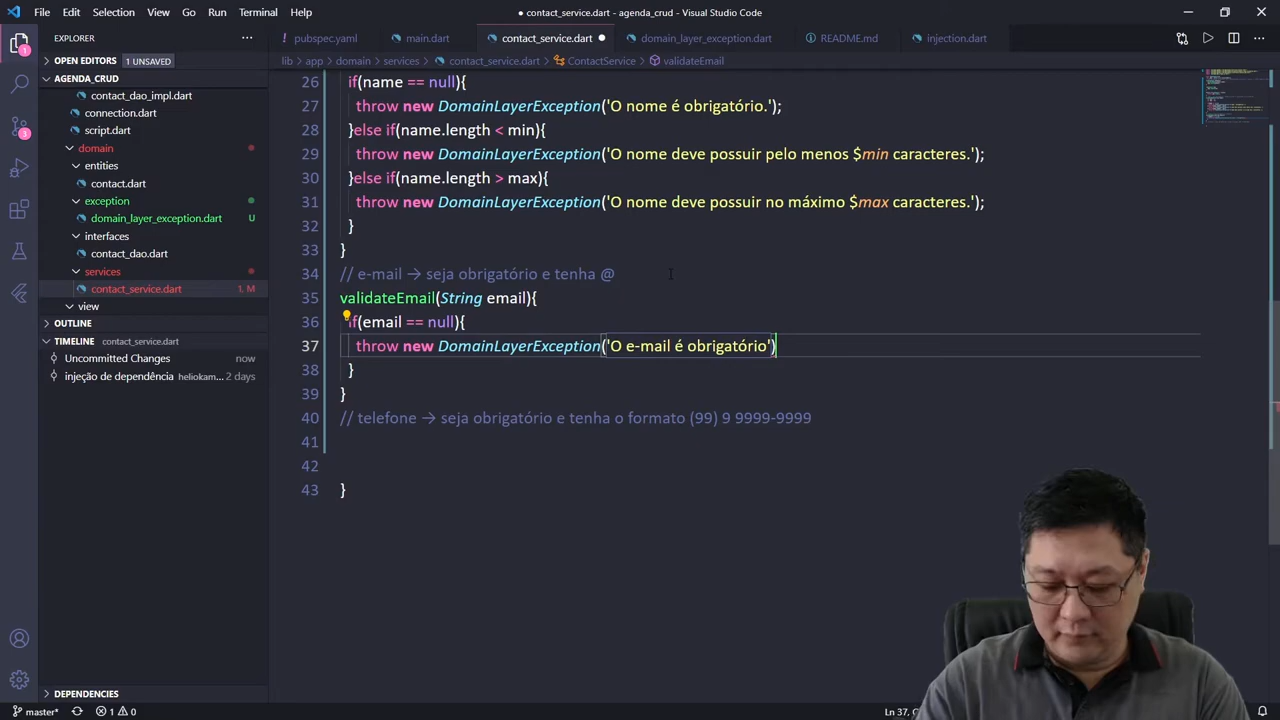 File Edit Selection View Go Run Terminal Help
● contact_service.dart - agenda_crud - Visual Studio Code
EXPLORER
pubspec.yaml main.dart contact_service.dart ● domain_layer_exception.dart README.md injection.dart
OPEN EDITORS 1 UNSAVED
lib > app > domain > services > contact_service.dart > ContactService > validateEmail
AGENDA_CRUD
contact_dao_impl.dart
connection.dart
script.dart
domain
entities
contact.dart
exception
domain_layer_exception.dart U
interfaces
contact_dao.dart
services
contact_service.dart 1, M
view
OUTLINE
TIMELINE contact_service.dart
Uncommitted Changes
injeção de dependência heliokam... 2 days
DEPENDENCIES
26 if(name == null){
27 throw new DomainLayerException('O nome é obrigatório.');
28 }else if(name.length < min){
29 throw new DomainLayerException('O nome deve possuir pelo menos $min caracteres.');
30 }else if(name.length > max){
31 throw new DomainLayerException('O nome deve possuir no máximo $max caracteres.');
32 }
33 }
34 // e-mail -> seja obrigatório e tenha @
35 validateEmail(String email){
36 if(email == null){
37 throw new DomainLayerException('O e-mail é obrigatório')
38 }
39 }
40 // telefone -> seja obrigatório e tenha o formato (99) 9 9999-9999
41
42
43 }
1
3
master* 1 0 Ln 37,